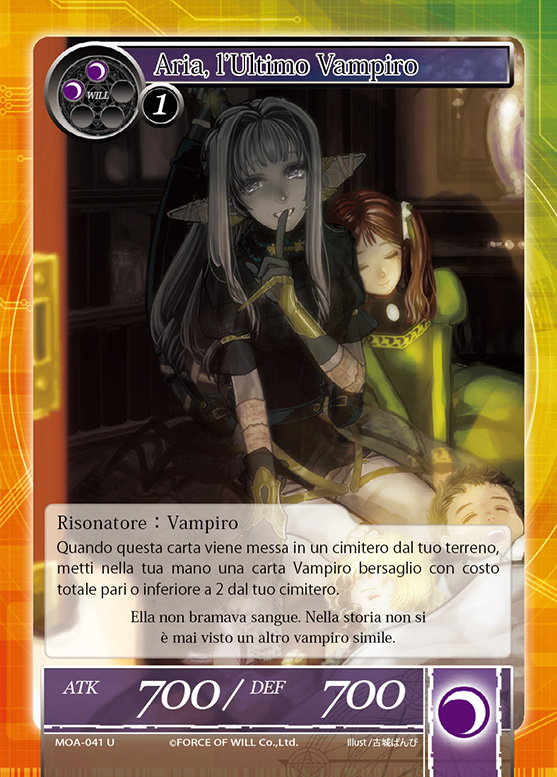 Aria, l'Ultimo Vampiro
WILL
1
Risonatore : Vampiro
Quando questa carta viene messa in un cimitero dal tuo terreno,
metti nella tua mano una carta Vampiro bersaglio con costo
totale pari o inferiore a 2 dal tuo cimitero.
Ella non bramava sangue. Nella storia non si
è mai visto un altro vampiro simile.
ATK 700 / DEF 700
MOA-041 U ©FORCE OF WILL Co.,Ltd. Illust /古城ぱんぴ